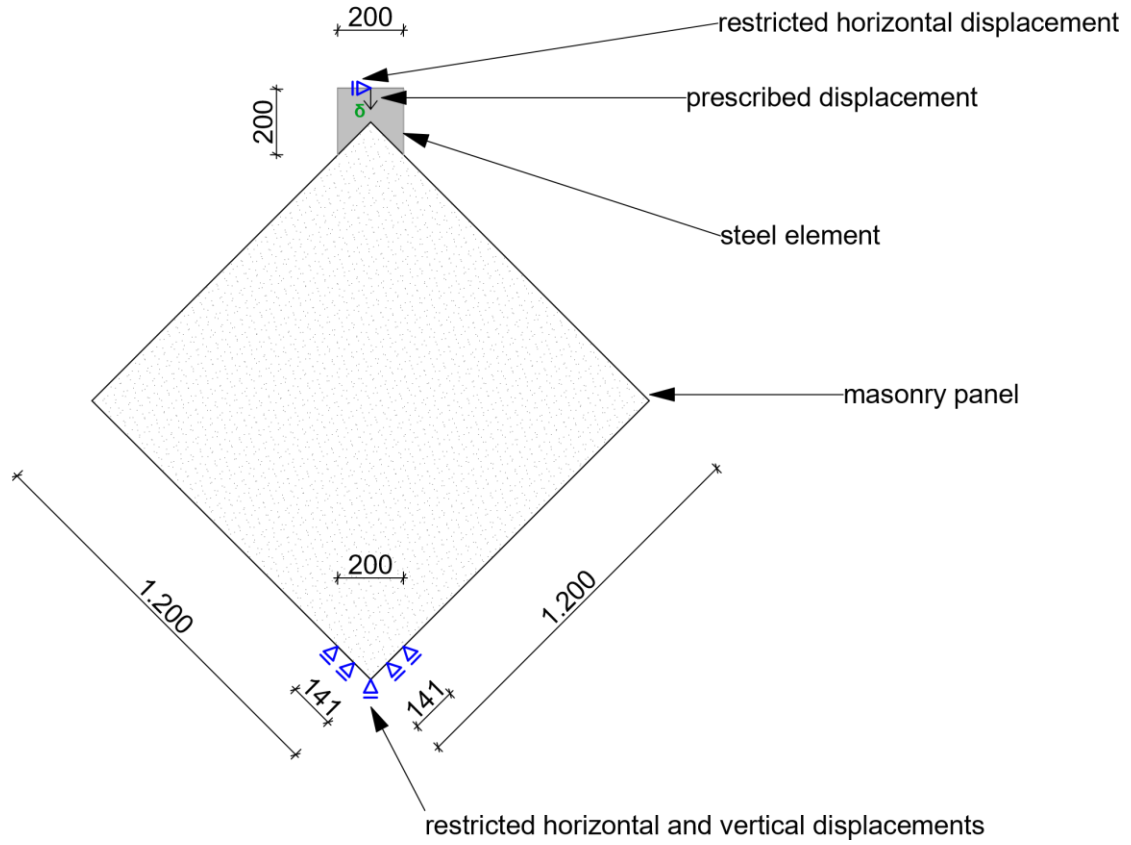 200
restricted horizontal displacement
prescribed displacement
200
δ
steel element
masonry panel
200
1.200
1.200
141
141
restricted horizontal and vertical displacements